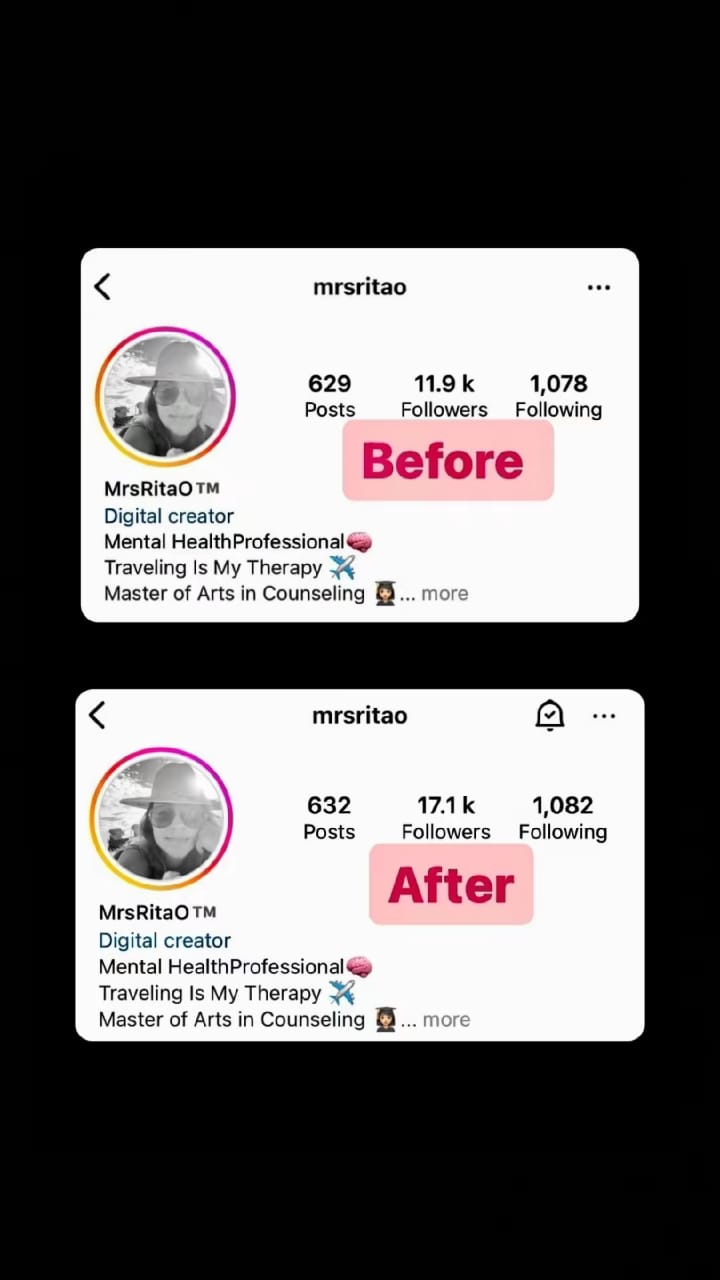 mrsritao
629 11.9 k 1,078
Posts Followers Following
Before
MrsRitaO™
Digital creator
Mental HealthProfessional🧠
Traveling Is My Therapy ✈️
Master of Arts in Counseling 👩🏻‍🎓... more
mrsritao
632 17.1 k 1,082
Posts Followers Following
After
MrsRitaO™
Digital creator
Mental HealthProfessional🧠
Traveling Is My Therapy ✈️
Master of Arts in Counseling 👩🏻‍🎓... more